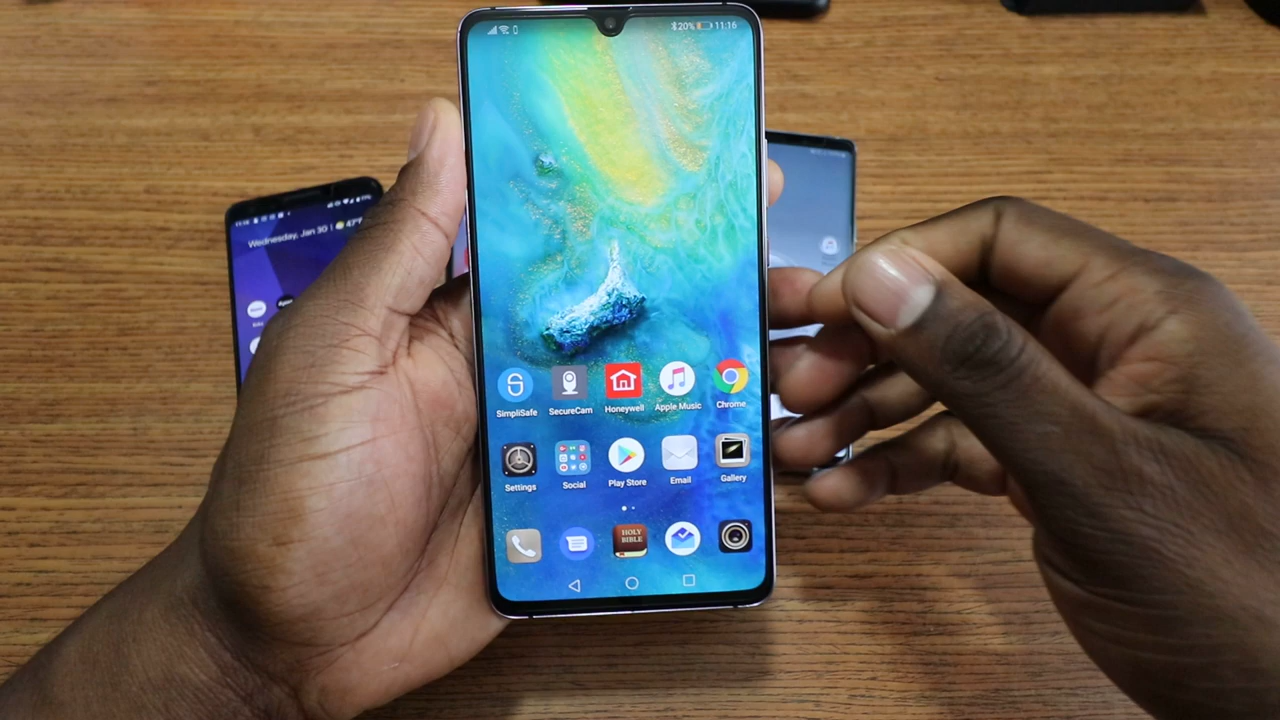 20% 11:16
Wednesday, Jan 30 | 47°F
SimpliSafe SecureCam Honeywell Apple Music Chrome
Settings Social Play Store Email Gallery
HOLY
BIBLE